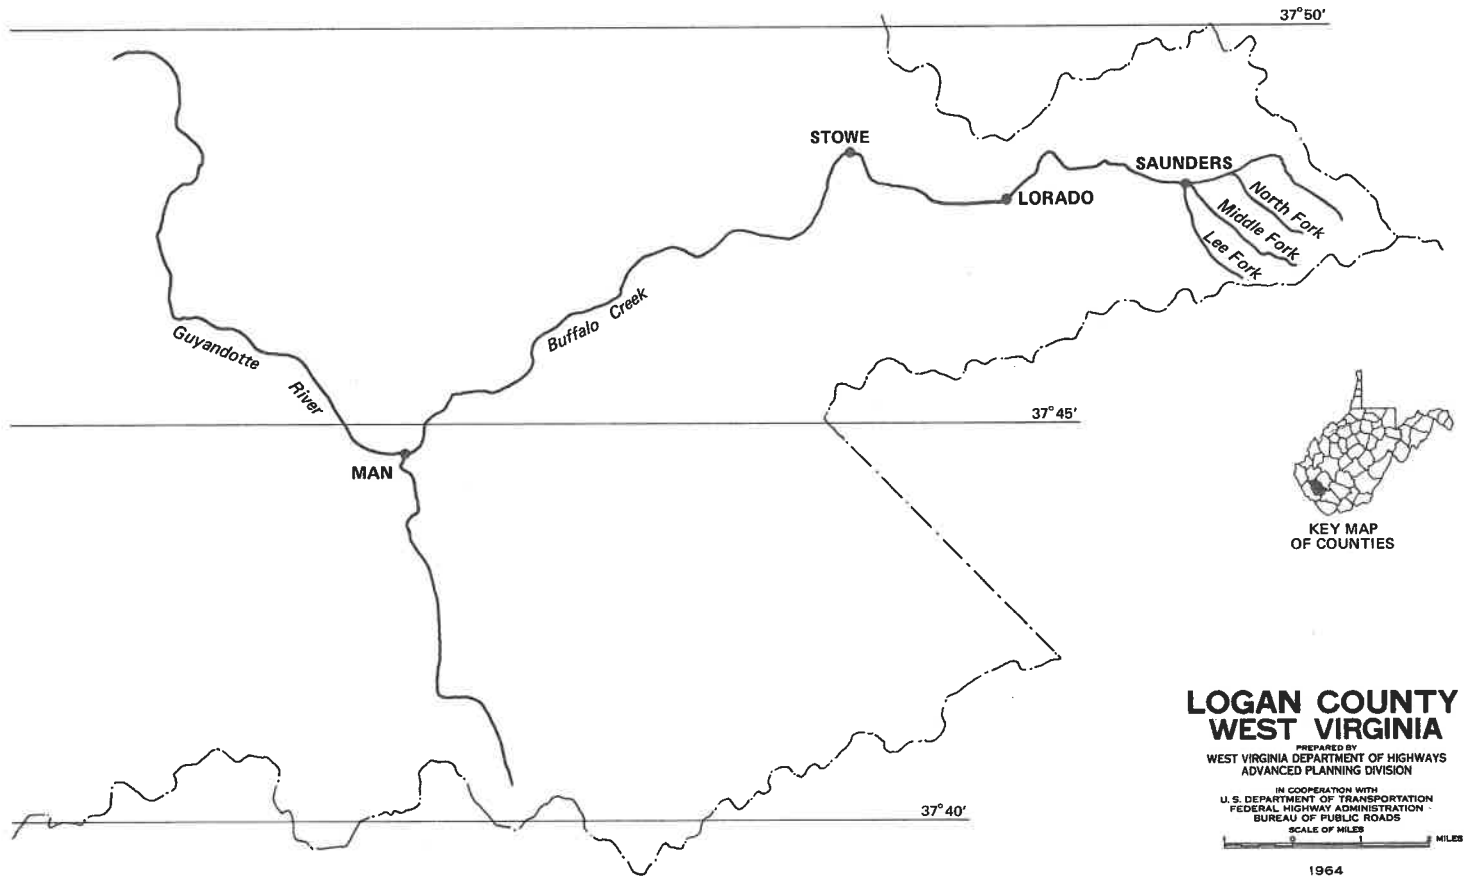 37°50'
STOWE
SAUNDERS
LORADO
North Fork
Middle Fork
Lee Fork
Buffalo Creek
Guyandotte
River
37°45'
MAN
KEY MAP
OF COUNTIES
LOGAN COUNTY
WEST VIRGINIA
PREPARED BY
WEST VIRGINIA DEPARTMENT OF HIGHWAYS
ADVANCED PLANNING DIVISION
IN COOPERATION WITH
U. S. DEPARTMENT OF TRANSPORTATION
FEDERAL HIGHWAY ADMINISTRATION
BUREAU OF PUBLIC ROADS
37°40'
SCALE OF MILES
MILES
1964